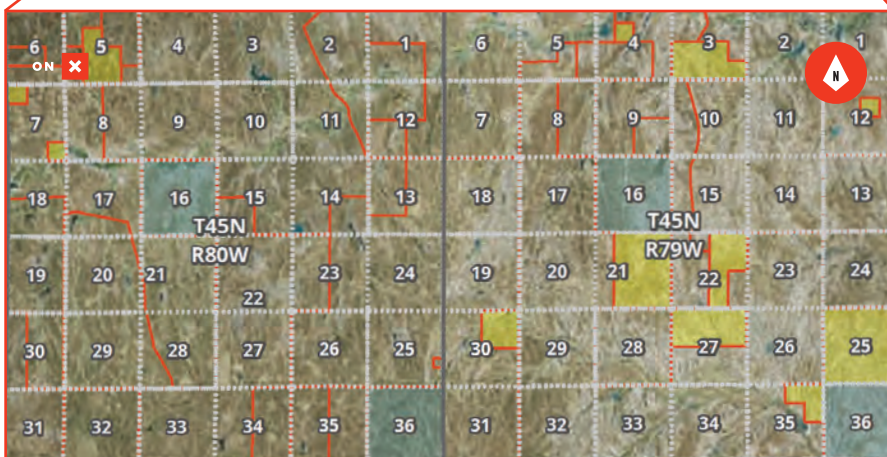 6 5 4 3 2 1 6 5 4 3 2 1
ON
N
7 8 9 10 11 12 7 8 9 10 11 12
18 17 16 15 14 13 18 17 16 15 14 13
T45N T45N
R80W R79W
19 20 21 22 23 24 19 20 21 22 23 24
30 29 28 27 26 25 30 29 28 27 26 25
31 32 33 34 35 36 31 32 33 34 35 36